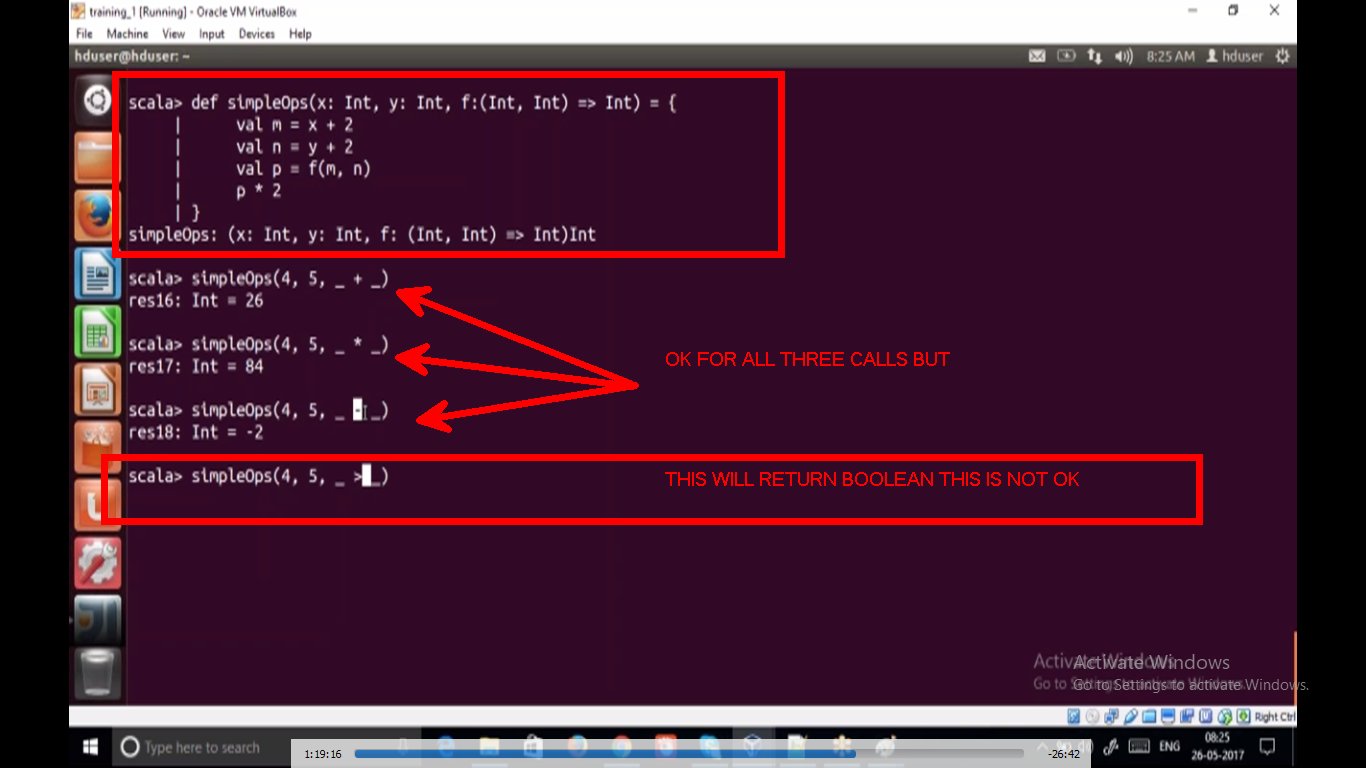 training_1 [Running] - Oracle VM VirtualBox
File Machine View Input Devices Help
hduser@hduser: ~ 8:25 AM hduser
scala> def simpleOps(x: Int, y: Int, f:(Int, Int) => Int) = {
| val m = x + 2
| val n = y + 2
| val p = f(m, n)
| p * 2
| }
simpleOps: (x: Int, y: Int, f: (Int, Int) => Int)Int
scala> simpleOps(4, 5, _ + _)
res16: Int = 26
scala> simpleOps(4, 5, _ * _)
res17: Int = 84
OK FOR ALL THREE CALLS BUT
scala> simpleOps(4, 5, _ - _)
res18: Int = -2
scala> simpleOps(4, 5, _ > _)
THIS WILL RETURN BOOLEAN THIS IS NOT OK
Activate Windows
Go to Settings to activate Windows.
Right Ctrl
Type here to search
ENG
08:25
26-05-2017
1:19:16
-26:42